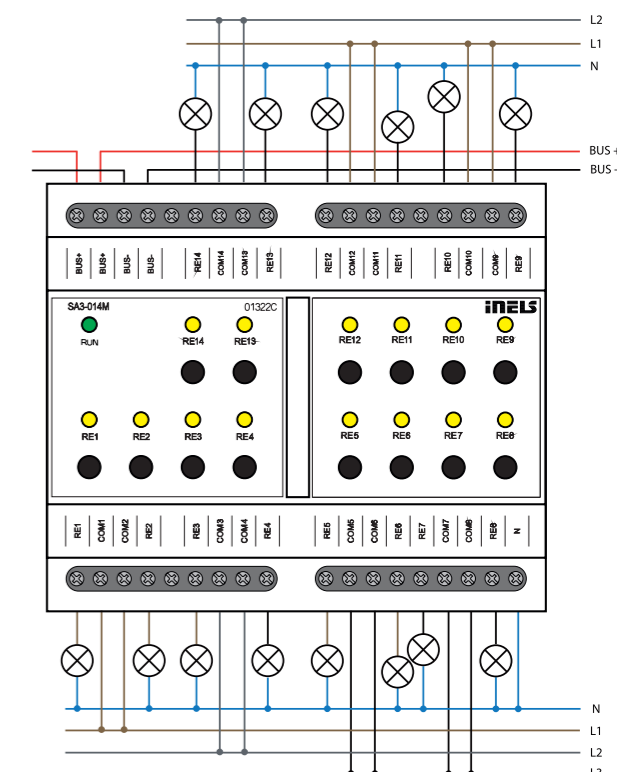 L2
L1
N
BUS +
BUS -
BUS+ BUS+ BUS- BUS- RE14 COM14 COM13 RE13 RE12 COM12 COM11 RE11 RE10 COM10 COM9 RE9
SA3-014M 01322C iNELS
RUN RE14 RE13 RE12 RE11 RE10 RE9
RE1 RE2 RE3 RE4 RE5 RE6 RE7 RE8
RE1 COM1 COM2 RE2 RE3 COM3 COM4 RE4 RE5 COM5 COM6 RE6 RE7 COM7 COM8 RE8 N
N
L1
L2
L3